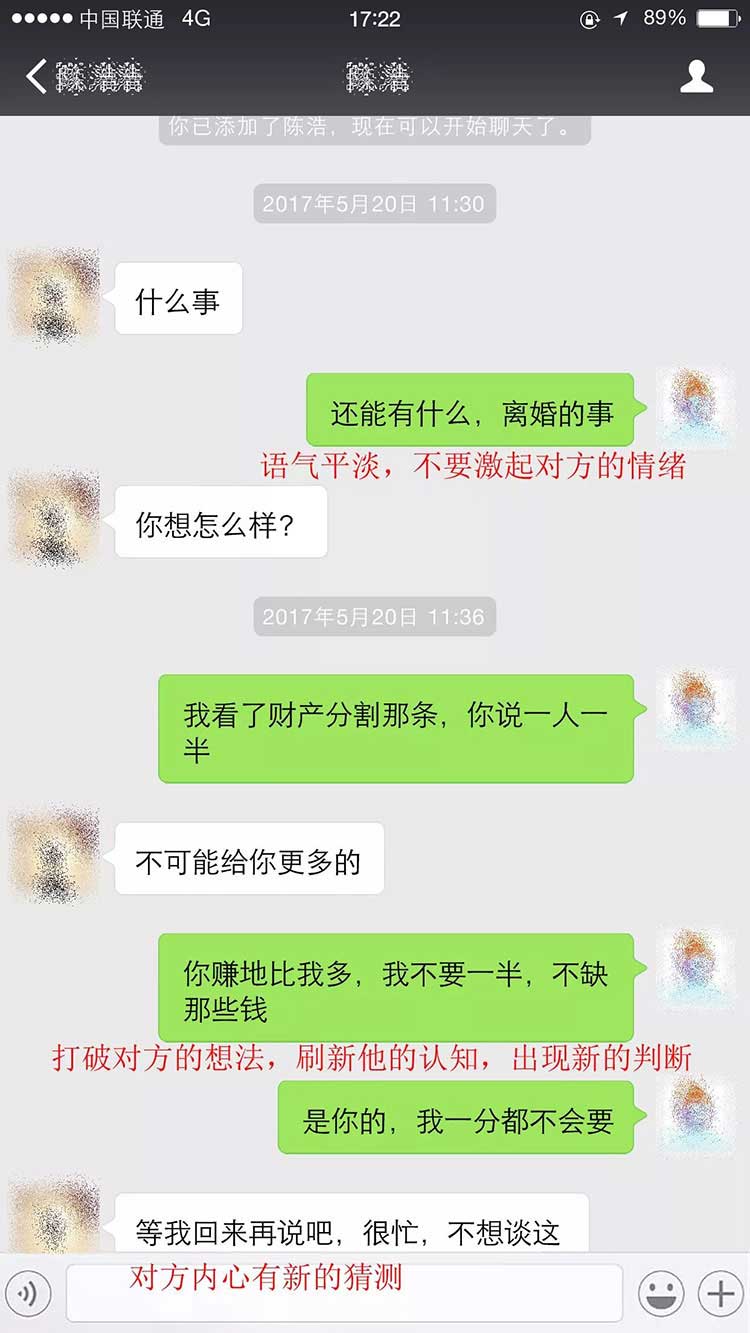 中国联通 4G 17:22 89%
陈浩浩 陈浩
你已添加了陈浩，现在可以开始聊天了。
2017年5月20日 11:30
什么事
还能有什么，离婚的事
语气平淡，不要激起对方的情绪
你想怎么样？
2017年5月20日 11:36
我看了财产分割那条，你说一人一
半
不可能给你更多的
你赚地比我多，我不要一半，不缺
那些钱
打破对方的想法，刷新他的认知，出现新的判断
是你的，我一分都不会要
等我回来再说吧，很忙，不想谈这
对方内心有新的猜测